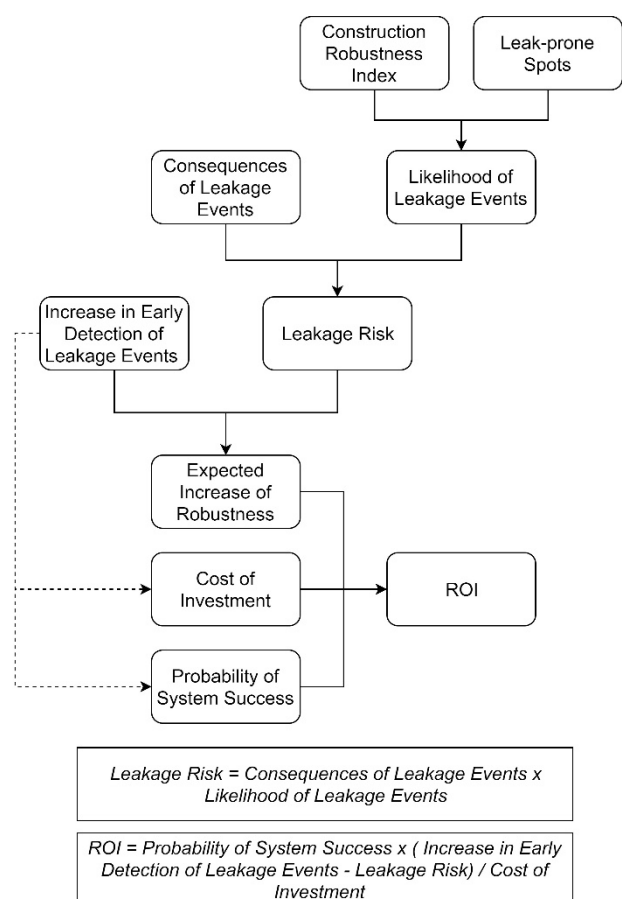 Construction
Robustness
Index
Leak-prone
Spots
Consequences
of Leakage
Events
Likelihood of
Leakage Events
Increase in Early
Detection of
Leakage Events
Leakage Risk
Expected
Increase of
Robustness
Cost of
Investment
ROI
Probability of
System Success
Leakage Risk = Consequences of Leakage Events x
Likelihood of Leakage Events
ROI = Probability of System Success x ( Increase in Early
Detection of Leakage Events - Leakage Risk) / Cost of
Investment